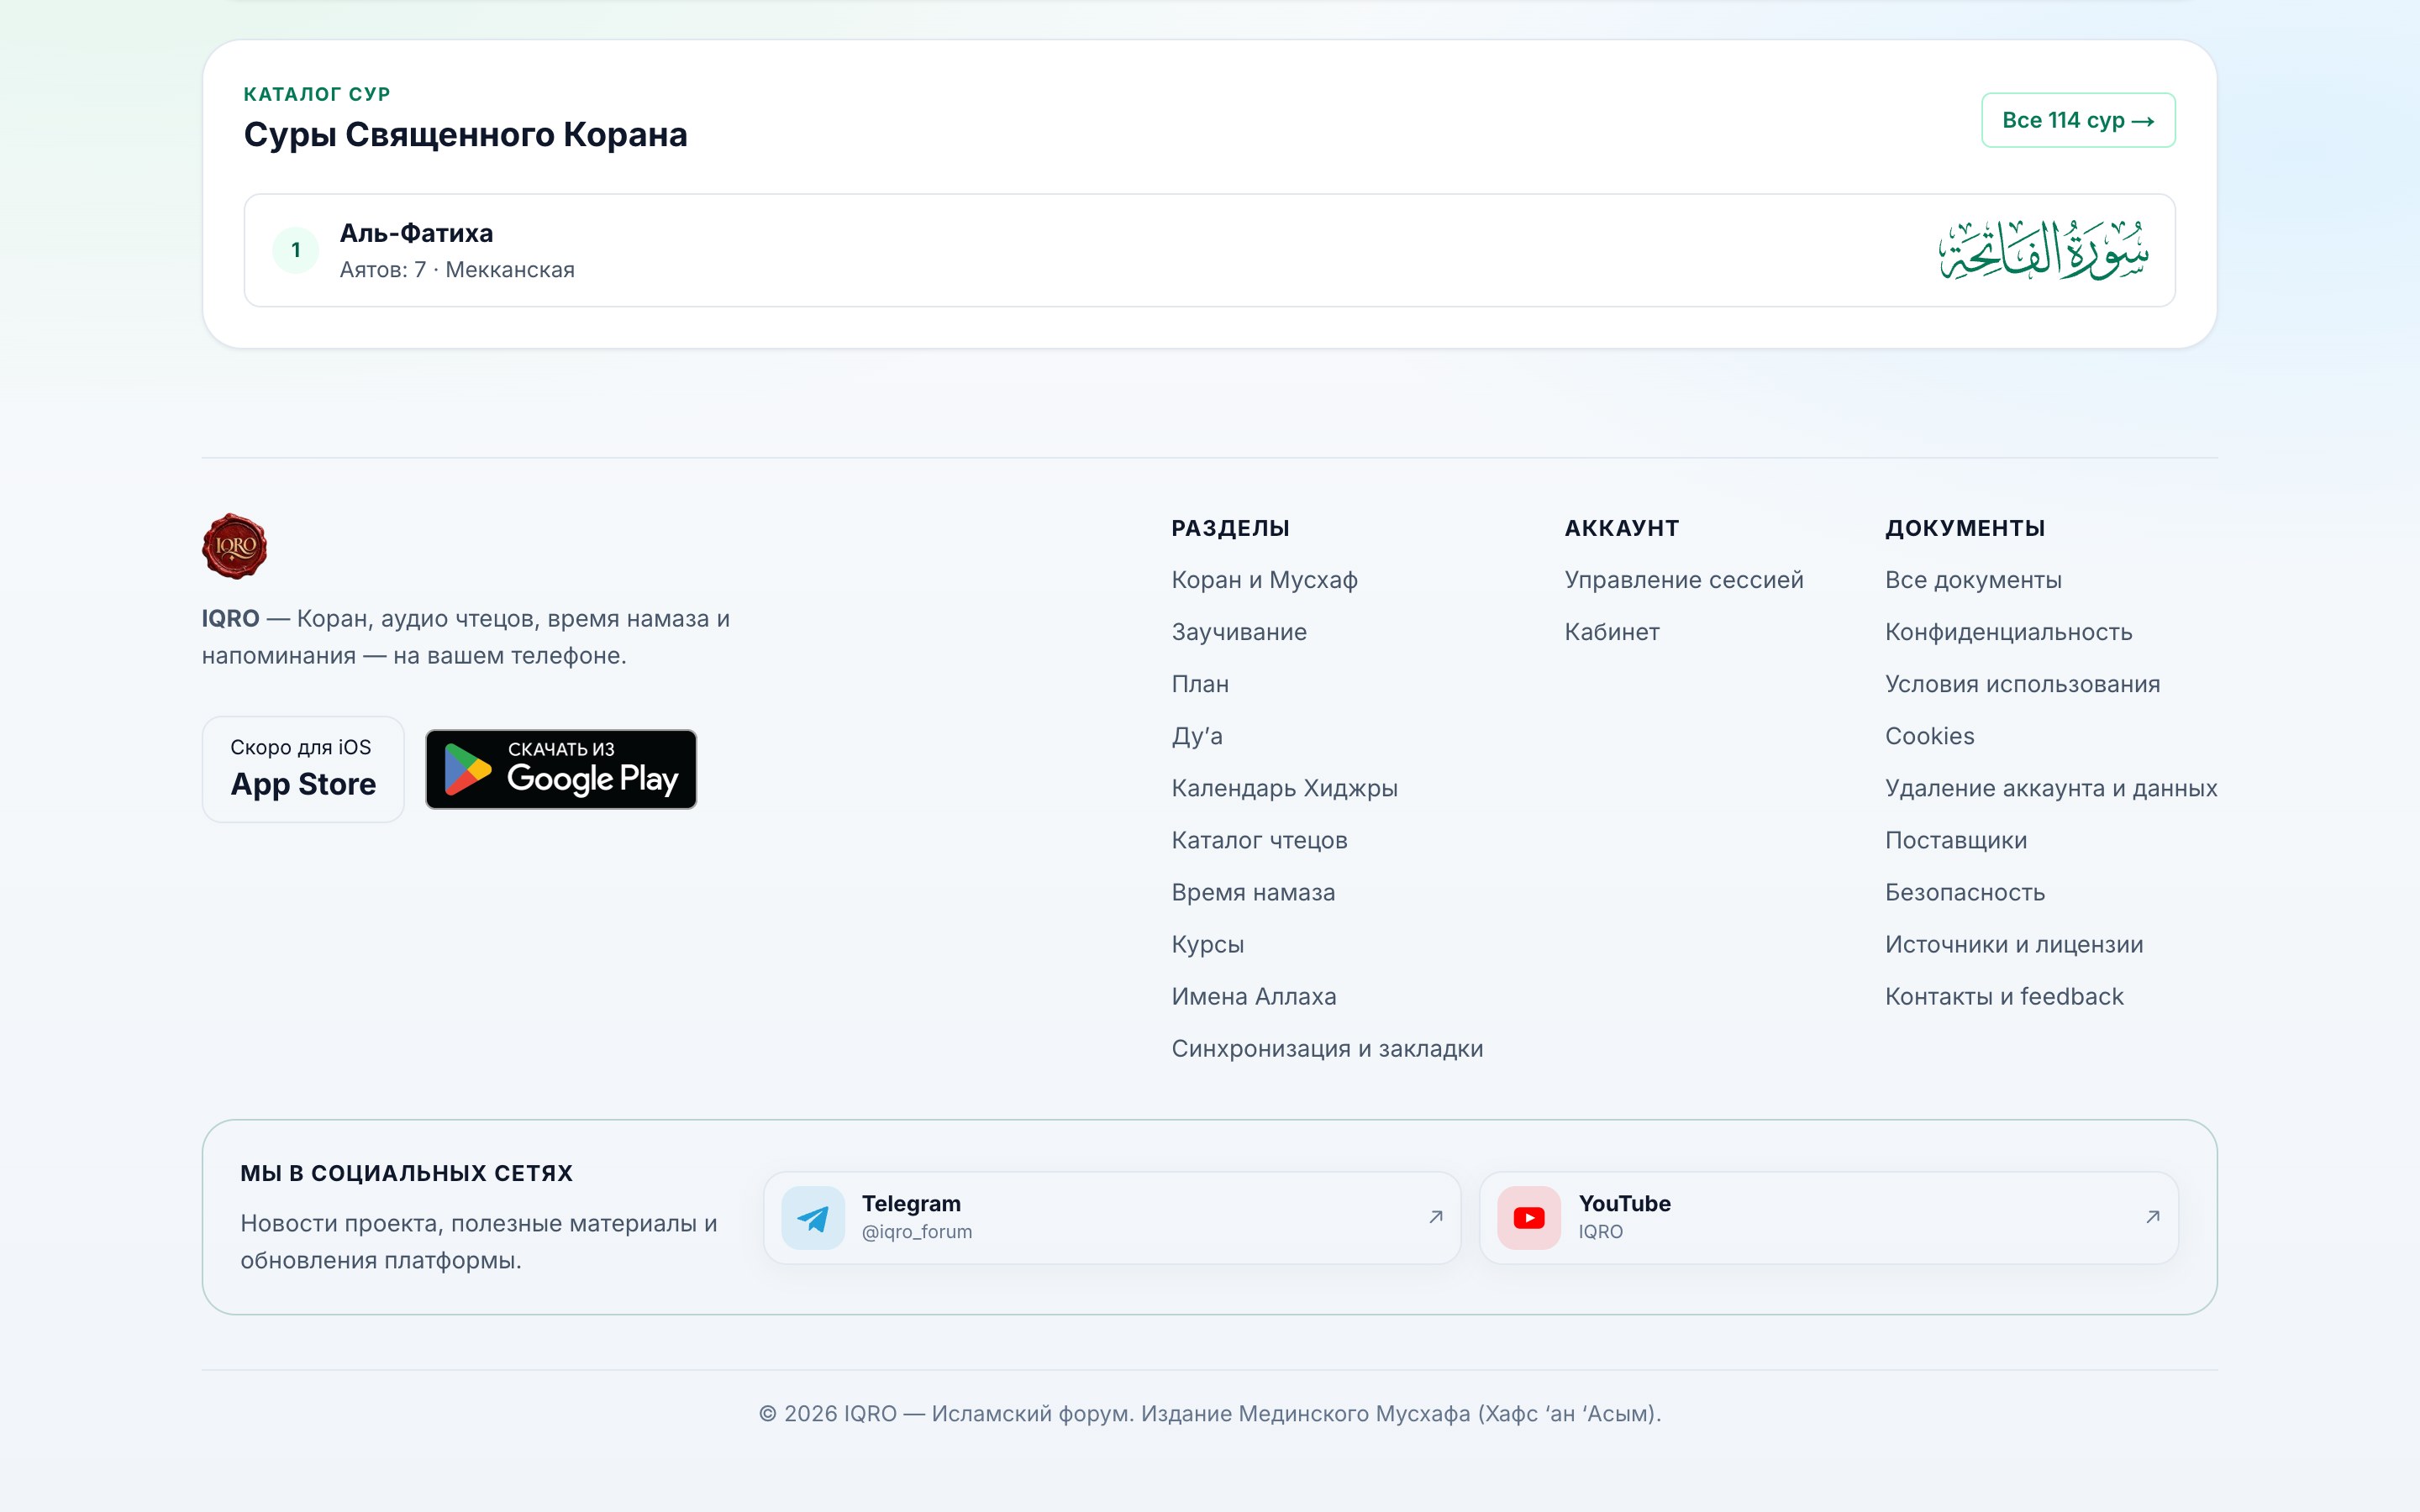 КАТАЛОГ СУР
Суры Священного Корана
Все 114 сур →
1
Аль-Фатиха
Аятов: 7 · Мекканская
سُورَةُ الفَاتِحَةِ
IQRO
IQRO — Коран, аудио чтецов, время намаза и
напоминания — на вашем телефоне.
Скоро для iOS
App Store
СКАЧАТЬ ИЗ
Google Play
РАЗДЕЛЫ
Коран и Мусхаф
Заучивание
План
Ду’а
Календарь Хиджры
Каталог чтецов
Время намаза
Курсы
Имена Аллаха
Синхронизация и закладки
АККАУНТ
Управление сессией
Кабинет
ДОКУМЕНТЫ
Все документы
Конфиденциальность
Условия использования
Cookies
Удаление аккаунта и данных
Поставщики
Безопасность
Источники и лицензии
Контакты и feedback
МЫ В СОЦИАЛЬНЫХ СЕТЯХ
Новости проекта, полезные материалы и
обновления платформы.
Telegram
@iqro_forum
YouTube
IQRO
© 2026 IQRO — Исламский форум. Издание Мединского Мусхафа (Хафс ‘ан ‘Асым).